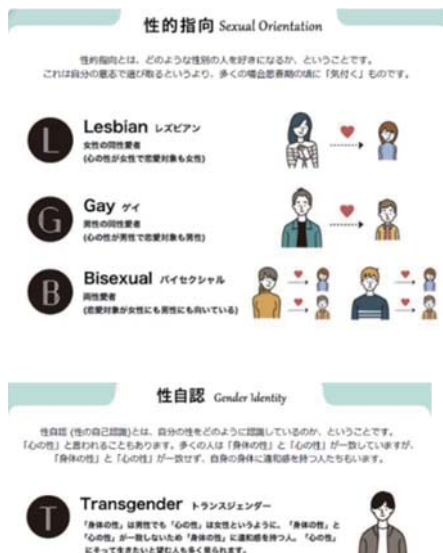 性的指向 Sexual Orientation
性的指向とは、どのような性別の人を好きになるか、ということです。
これは自分の意志で選び取るというより、多くの場合思春期の頃に「気付く」ものです。
L
Lesbian レズビアン
女性の同性愛者
(心の性が女性で恋愛対象も女性)
G
Gay ゲイ
男性の同性愛者
(心の性が男性で恋愛対象も男性)
B
Bisexual バイセクシャル
両性愛者
(恋愛対象が女性にも男性にも向いている)
性自認 Gender Identity
性自認 (性の自己認識)とは、自分の性をどのように認識しているのか、ということです。
「心の性」と言われることもあります。多くの人は「身体の性」と「心の性」が一致していますが、
「身体の性」と「心の性」が一致せず、自身の身体に違和感を持つ人たちもいます。
T
Transgender トランスジェンダー
「身体の性」は男性でも「心の性」は女性というように、「身体の性」と
「心の性」が一致しないため「身体の性」に違和感を持つ人。「心の性」
にそって生きたいと望む人も多く見られます。